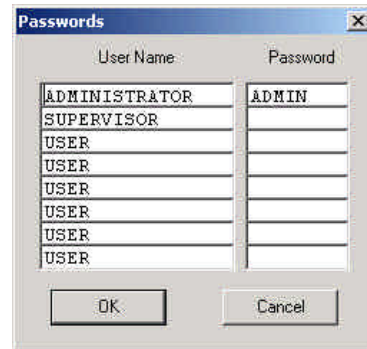 Passwords
User Name Password
ADMINISTRATOR ADMIN
SUPERVISOR
USER
USER
USER
USER
USER
USER
OK Cancel